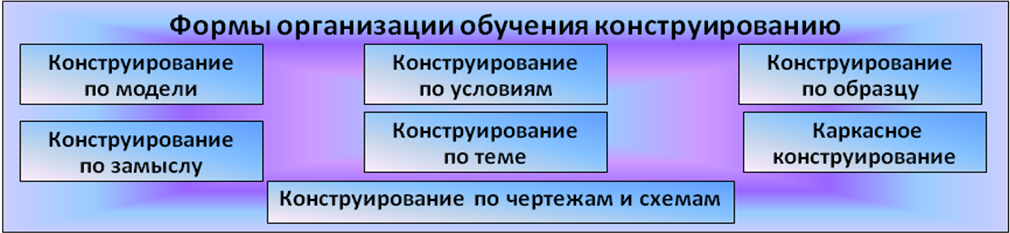 Формы организации обучения конструированию
Конструирование
по модели
Конструирование
по условиям
Конструирование
по образцу
Конструирование
по замыслу
Конструирование
по теме
Каркасное
конструирование
Конструирование по чертежам и схемам